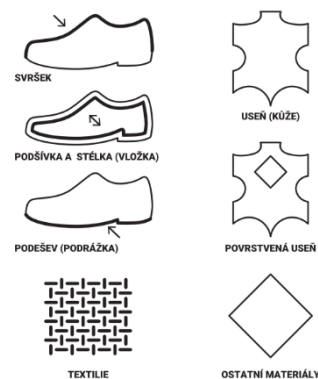 SVRŠEK
USEŇ (KŮŽE)
PODŠÍVKA A STÉLKA (VLOŽKA)
PODEŠEV (PODRÁŽKA)
POVRSTVENÁ USEŇ
TEXTILIE
OSTATNÍ MATERIÁLY